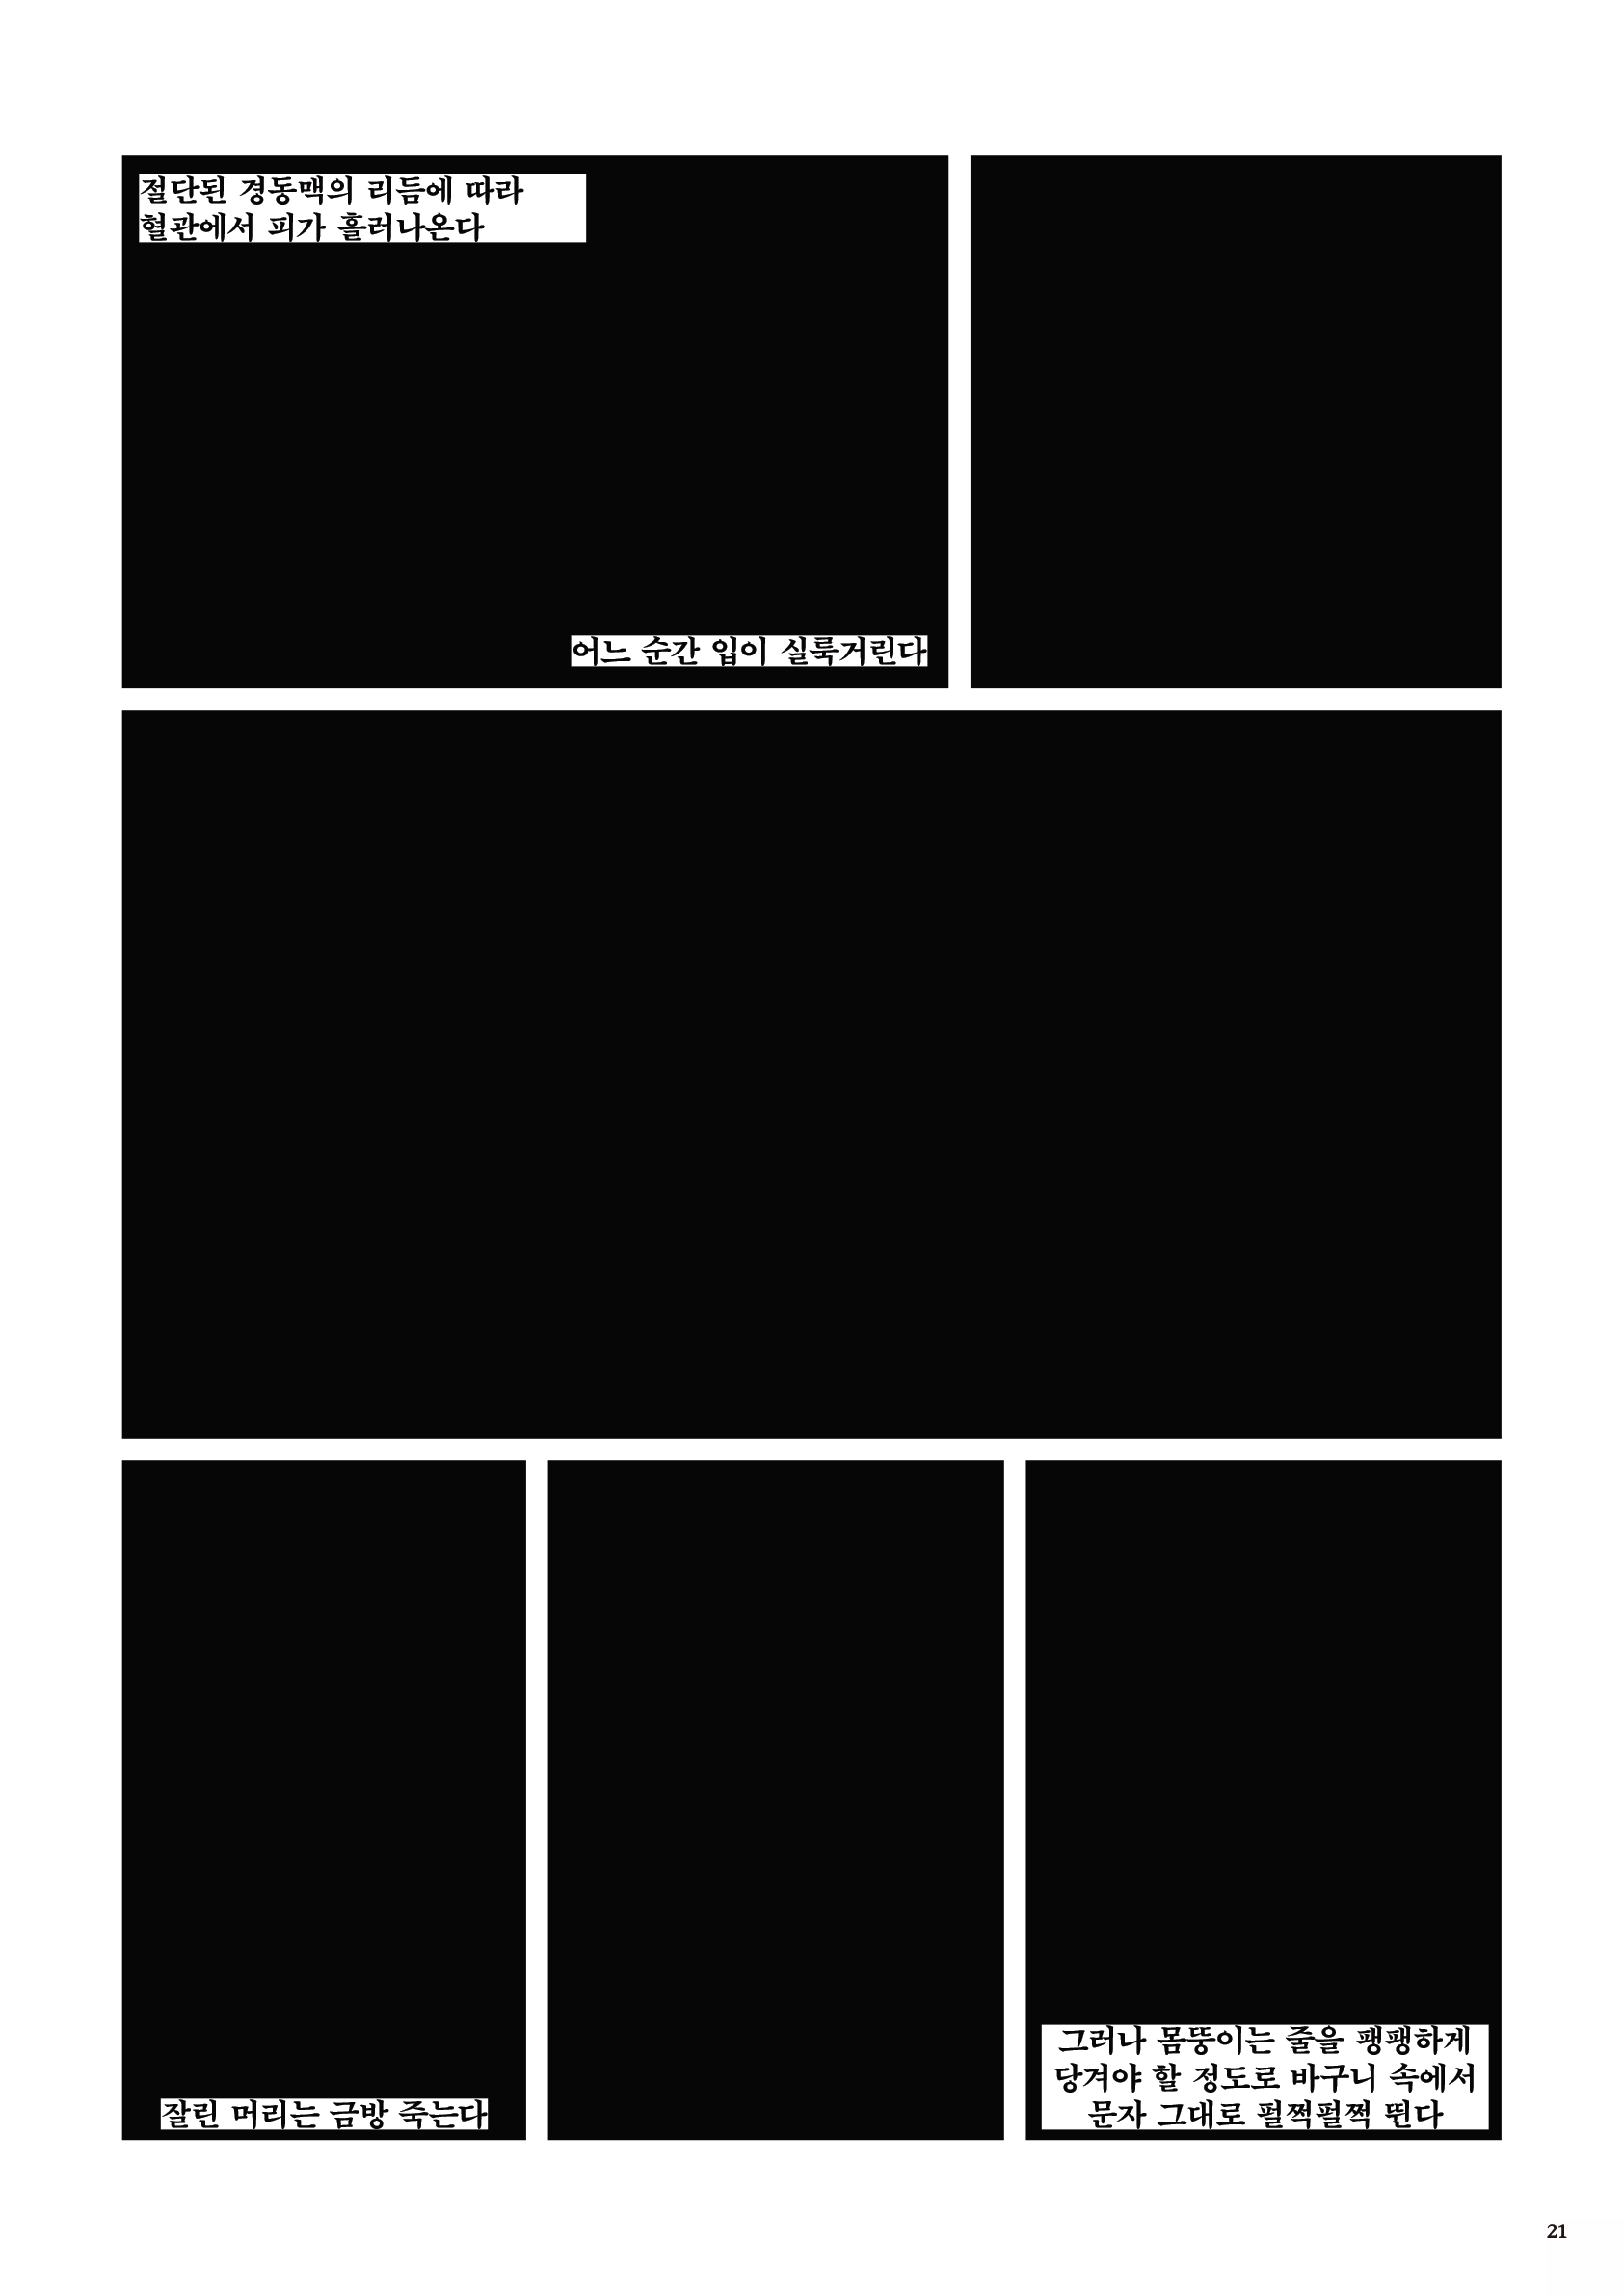 절단된 경동맥의 리듬에 따라
혈관에서 피가 흘러나온다
어느 순간 입이 실룩거린다
잘린 머리는 금방 죽는다
그러나 몸뚱이는 줄을 팽팽하게
당겨야 할 정도로 바구니 속에서
문자 그대로 펄쩍펄쩍 뛴다
21